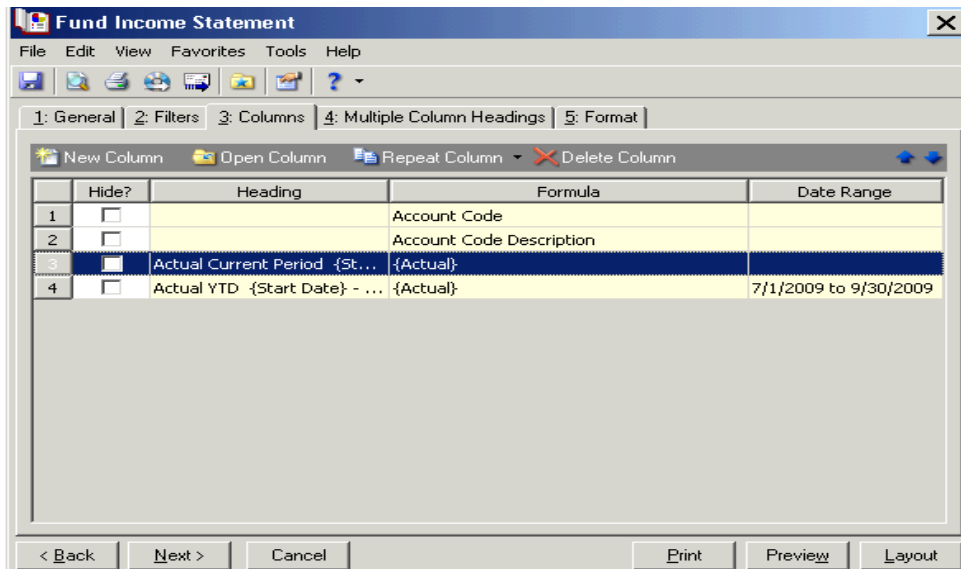 Fund Income Statement
File Edit View Favorites Tools Help
?
1: General 2: Filters 3: Columns 4: Multiple Column Headings 5: Format
New Column Open Column Repeat Column Delete Column
Hide? Heading Formula Date Range
1 Account Code
2 Account Code Description
3 Actual Current Period {St... {Actual}
4 Actual YTD {Start Date} - ... {Actual} 7/1/2009 to 9/30/2009
< Back Next > Cancel Print Preview Layout